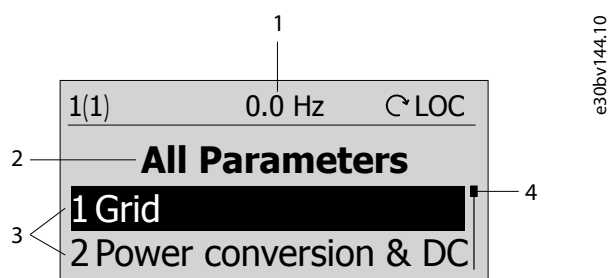 1
e30bv144.10
1(1) 0.0 Hz LOC
2 All Parameters
1 Grid 4
3
2 Power conversion & DC